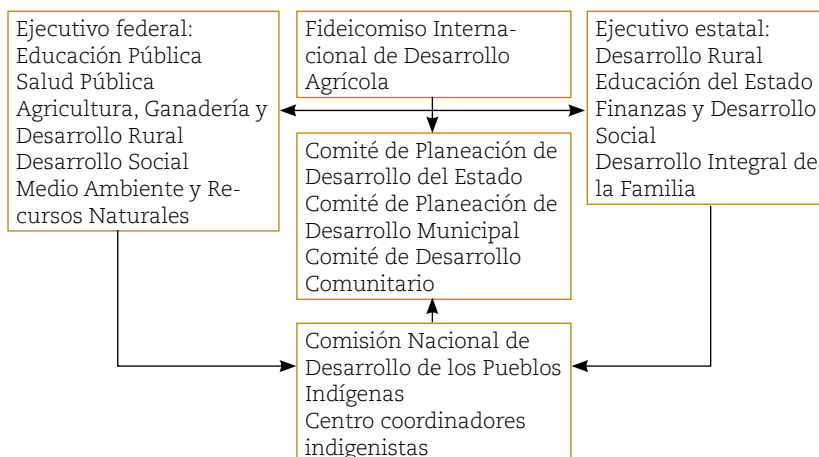 Ejecutivo federal:
Educación Pública
Salud Pública
Agricultura, Ganadería y
Desarrollo Rural
Desarrollo Social
Medio Ambiente y Re-
cursos Naturales
Fideicomiso Interna-
cional de Desarrollo
Agrícola
Ejecutivo estatal:
Desarrollo Rural
Educación del Estado
Finanzas y Desarrollo
Social
Desarrollo Integral de
la Familia
Comité de Planeación de
Desarrollo del Estado
Comité de Planeación de
Desarrollo Municipal
Comité de Desarrollo
Comunitario
Comisión Nacional de
Desarrollo de los Pueblos
Indígenas
Centro coordinadores
indigenistas